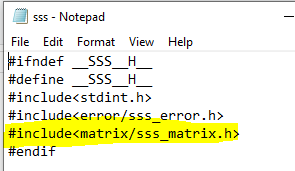 sss - Notepad
File Edit Format View Help
#ifndef __SSS__H__
#define __SSS__H__
#include<stdint.h>
#include<error/sss_error.h>
#include<matrix/sss_matrix.h>
#endif